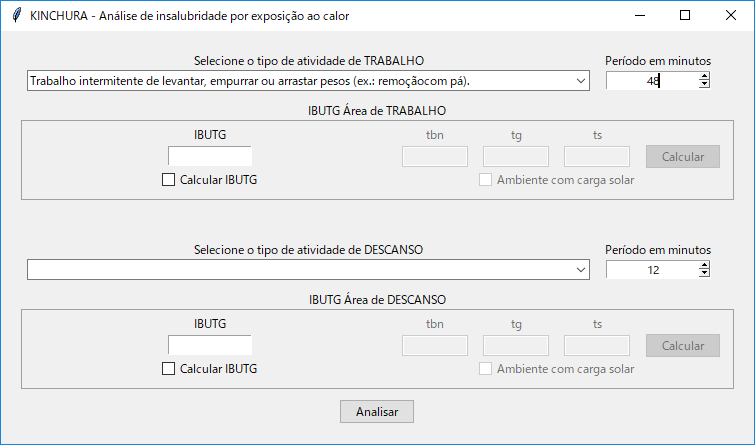 KINCHURA - Análise de insalubridade por exposição ao calor
Selecione o tipo de atividade de TRABALHO
Período em minutos
Trabalho intermitente de levantar, empurrar ou arrastar pesos (ex.: remoçãocom pá).
48
IBUTG Área de TRABALHO
IBUTG
tbn
tg
ts
Calcular
Calcular IBUTG
Ambiente com carga solar
Selecione o tipo de atividade de DESCANSO
Período em minutos
12
IBUTG Área de DESCANSO
IBUTG
tbn
tg
ts
Calcular
Calcular IBUTG
Ambiente com carga solar
Analisar